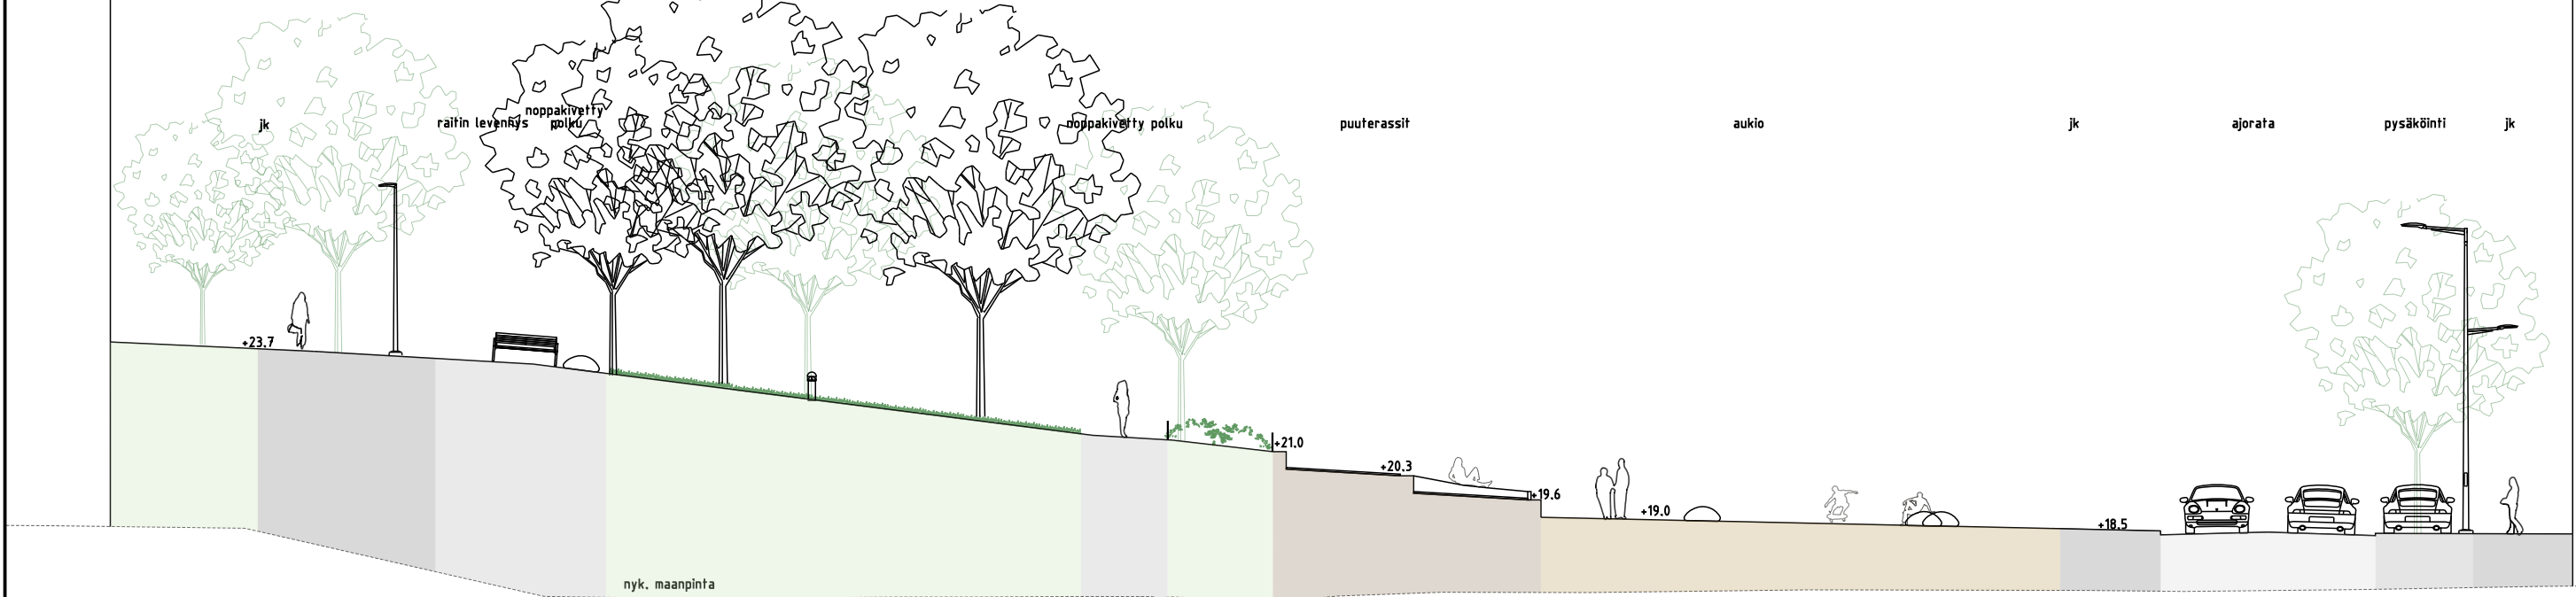 jk
raitin levennys
noppakivetty
polku
noppakivetty polku
puuterassit
aukio
jk
ajorata
pysäköinti
jk
+23.7
+21.0
+20.3
+19.6
+19.0
+18.5
nyk. maanpinta